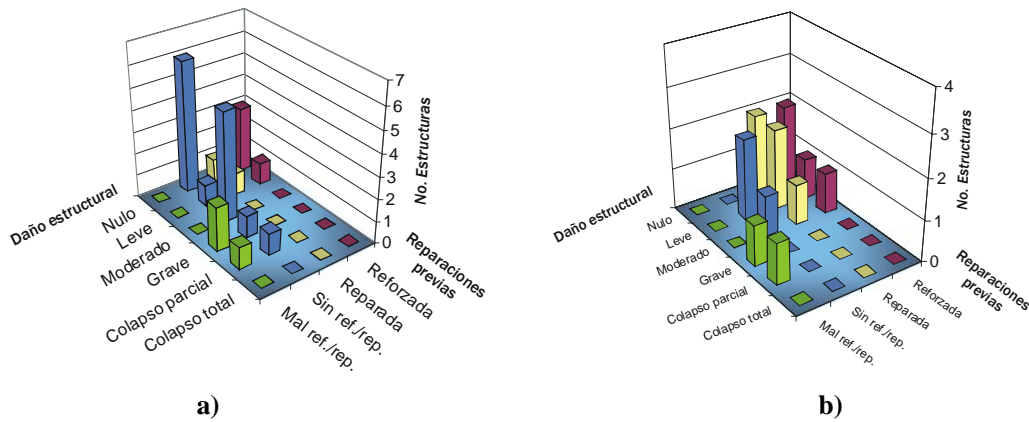 7
6
5
4
3
2
1
0
No. Estructuras
Daño estructural
Nulo
Leve
Moderado
Grave
Colapso parcial
Colapso total
Reparaciones
previas
Reforzada
Reparada
Sin ref./rep.
Mal ref./rep.
a)
4
3
2
1
0
No. Estructuras
Daño estructural
Nulo
Leve
Moderado
Grave
Colapso parcial
Colapso total
Reparaciones
previas
Reforzada
Reparada
Sin ref./rep.
Mal ref./rep.
b)